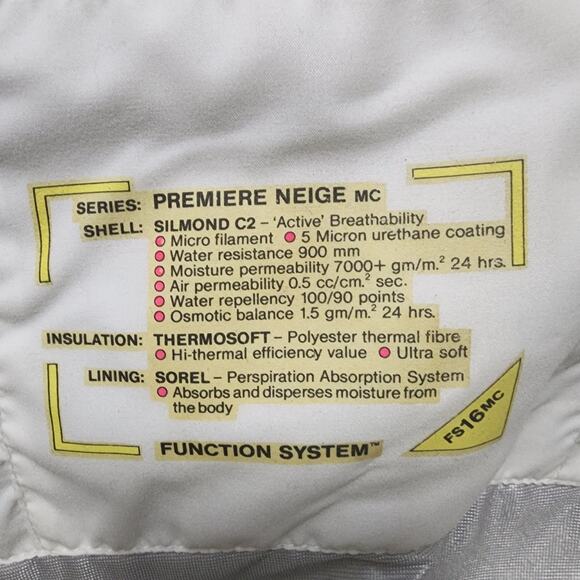 SERIES: PREMIERE NEIGE MC
SHELL: SILMOND C2 – 'Active' Breathability
● Micro filament ● 5 Micron urethane coating
● Water resistance 900 mm
● Moisture permeability 7000+ gm/m.² 24 hrs.
● Air permeability 0.5 cc/cm.² sec.
● Water repellency 100/90 points
● Osmotic balance 1.5 gm/m.² 24 hrs.
INSULATION: THERMOSOFT – Polyester thermal fibre
● Hi-thermal efficiency value ● Ultra soft
LINING: SOREL – Perspiration Absorption System
● Absorbs and disperses moisture from
the body
FUNCTION SYSTEM™
FS16MC